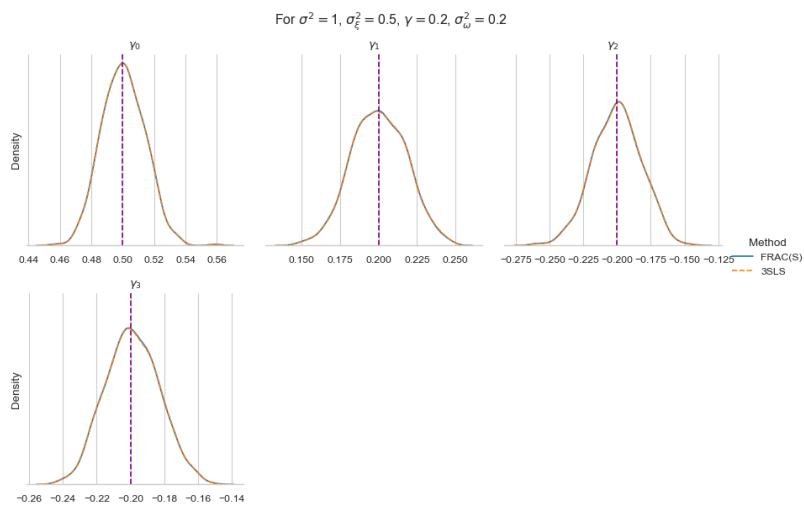 For σ² = 1, σ²_ξ = 0.5, γ = 0.2, σ²_ω = 0.2
γ₀
γ₁
γ₂
Density
0.44 0.46 0.48 0.50 0.52 0.54 0.56
0.150 0.175 0.200 0.225 0.250
−0.275 −0.250 −0.225 −0.200 −0.175 −0.150 −0.125
Method
FRAC(S)
3SLS
γ₃
Density
−0.26 −0.24 −0.22 −0.20 −0.18 −0.16 −0.14